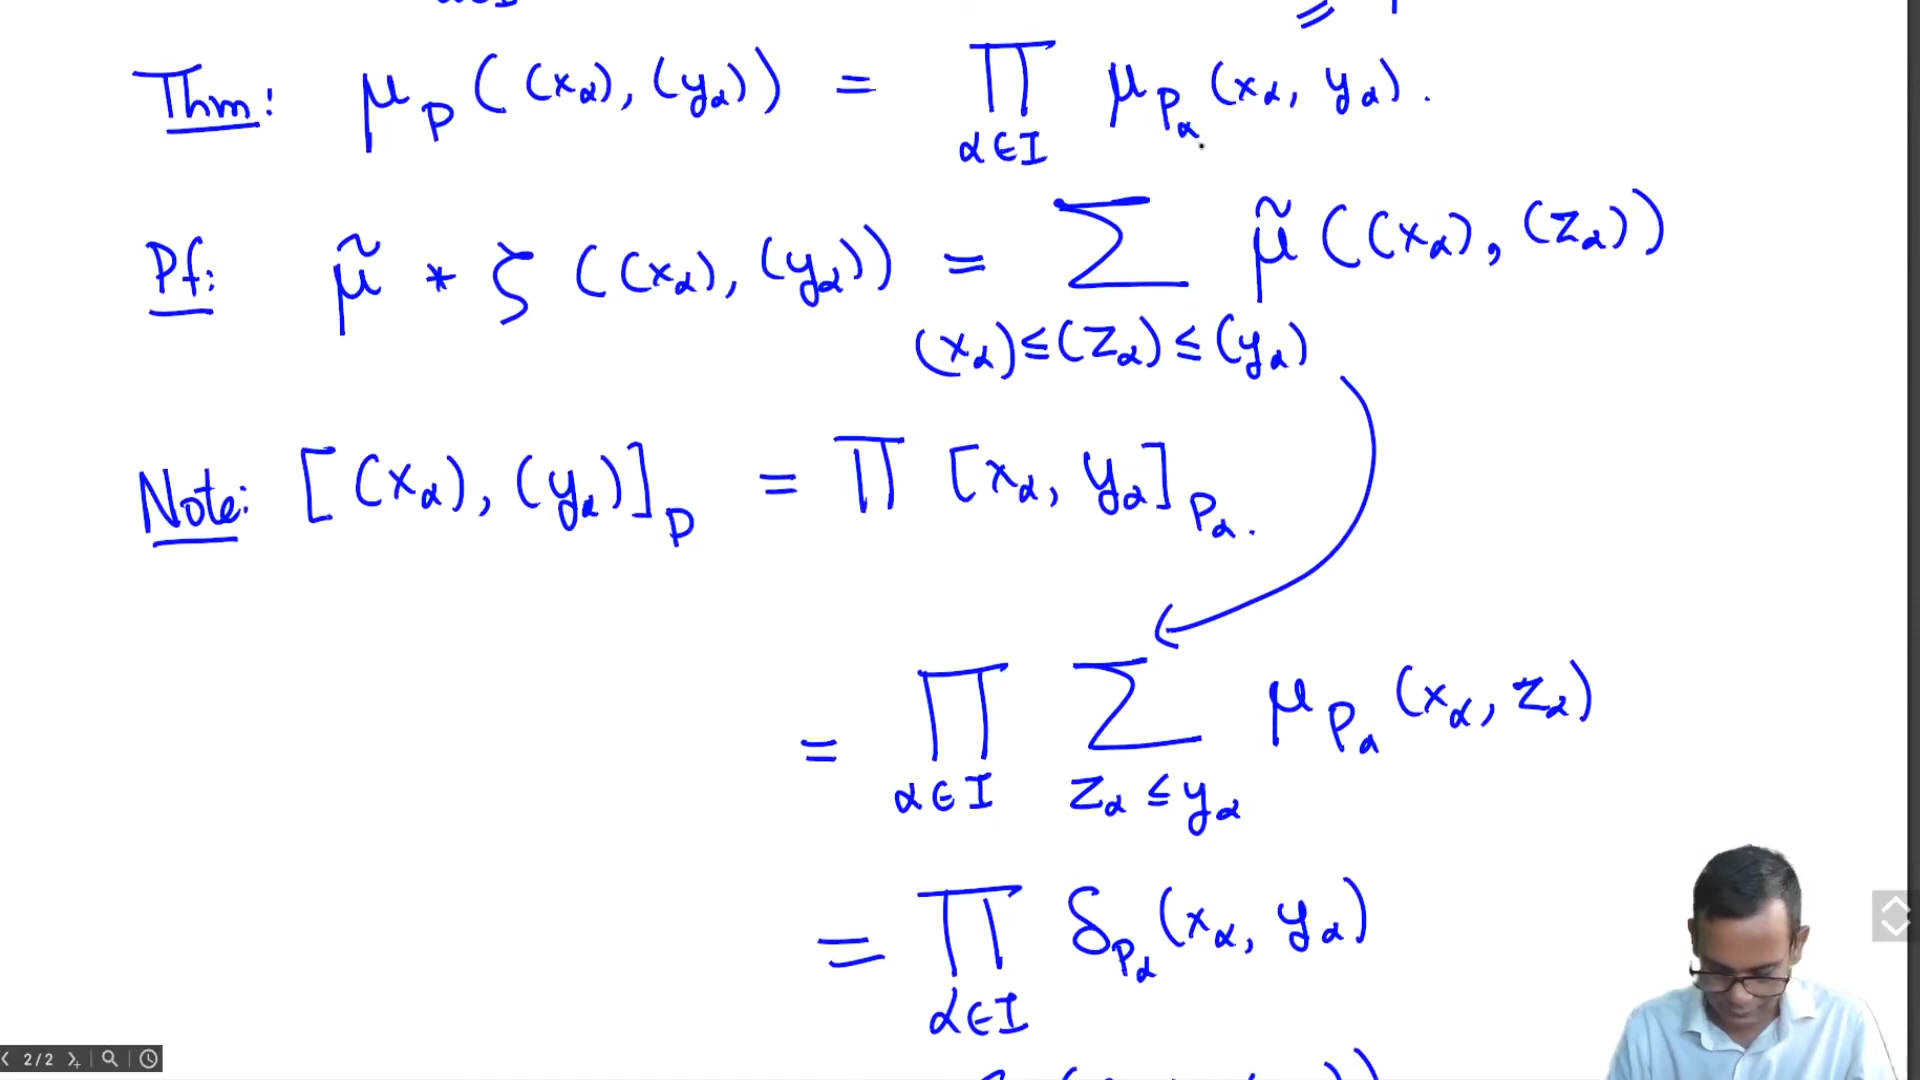 Thm: μ_P ((x_α), (y_α)) = ∏_{α∈I} μ_{P_α} (x_α, y_α).
Pf: μ̃ * ζ ((x_α), (y_α)) = ∑_{(x_α)≤(z_α)≤(y_α)} μ̃ ((x_α), (z_α))
Note: [(x_α), (y_α)]_P = ∏ [x_α, y_α]_{P_α}.
= ∏_{α∈I} ∑_{z_α≤y_α} μ_{P_α} (x_α, z_α)
= ∏_{α∈I} δ_{P_α} (x_α, y_α)
2/2